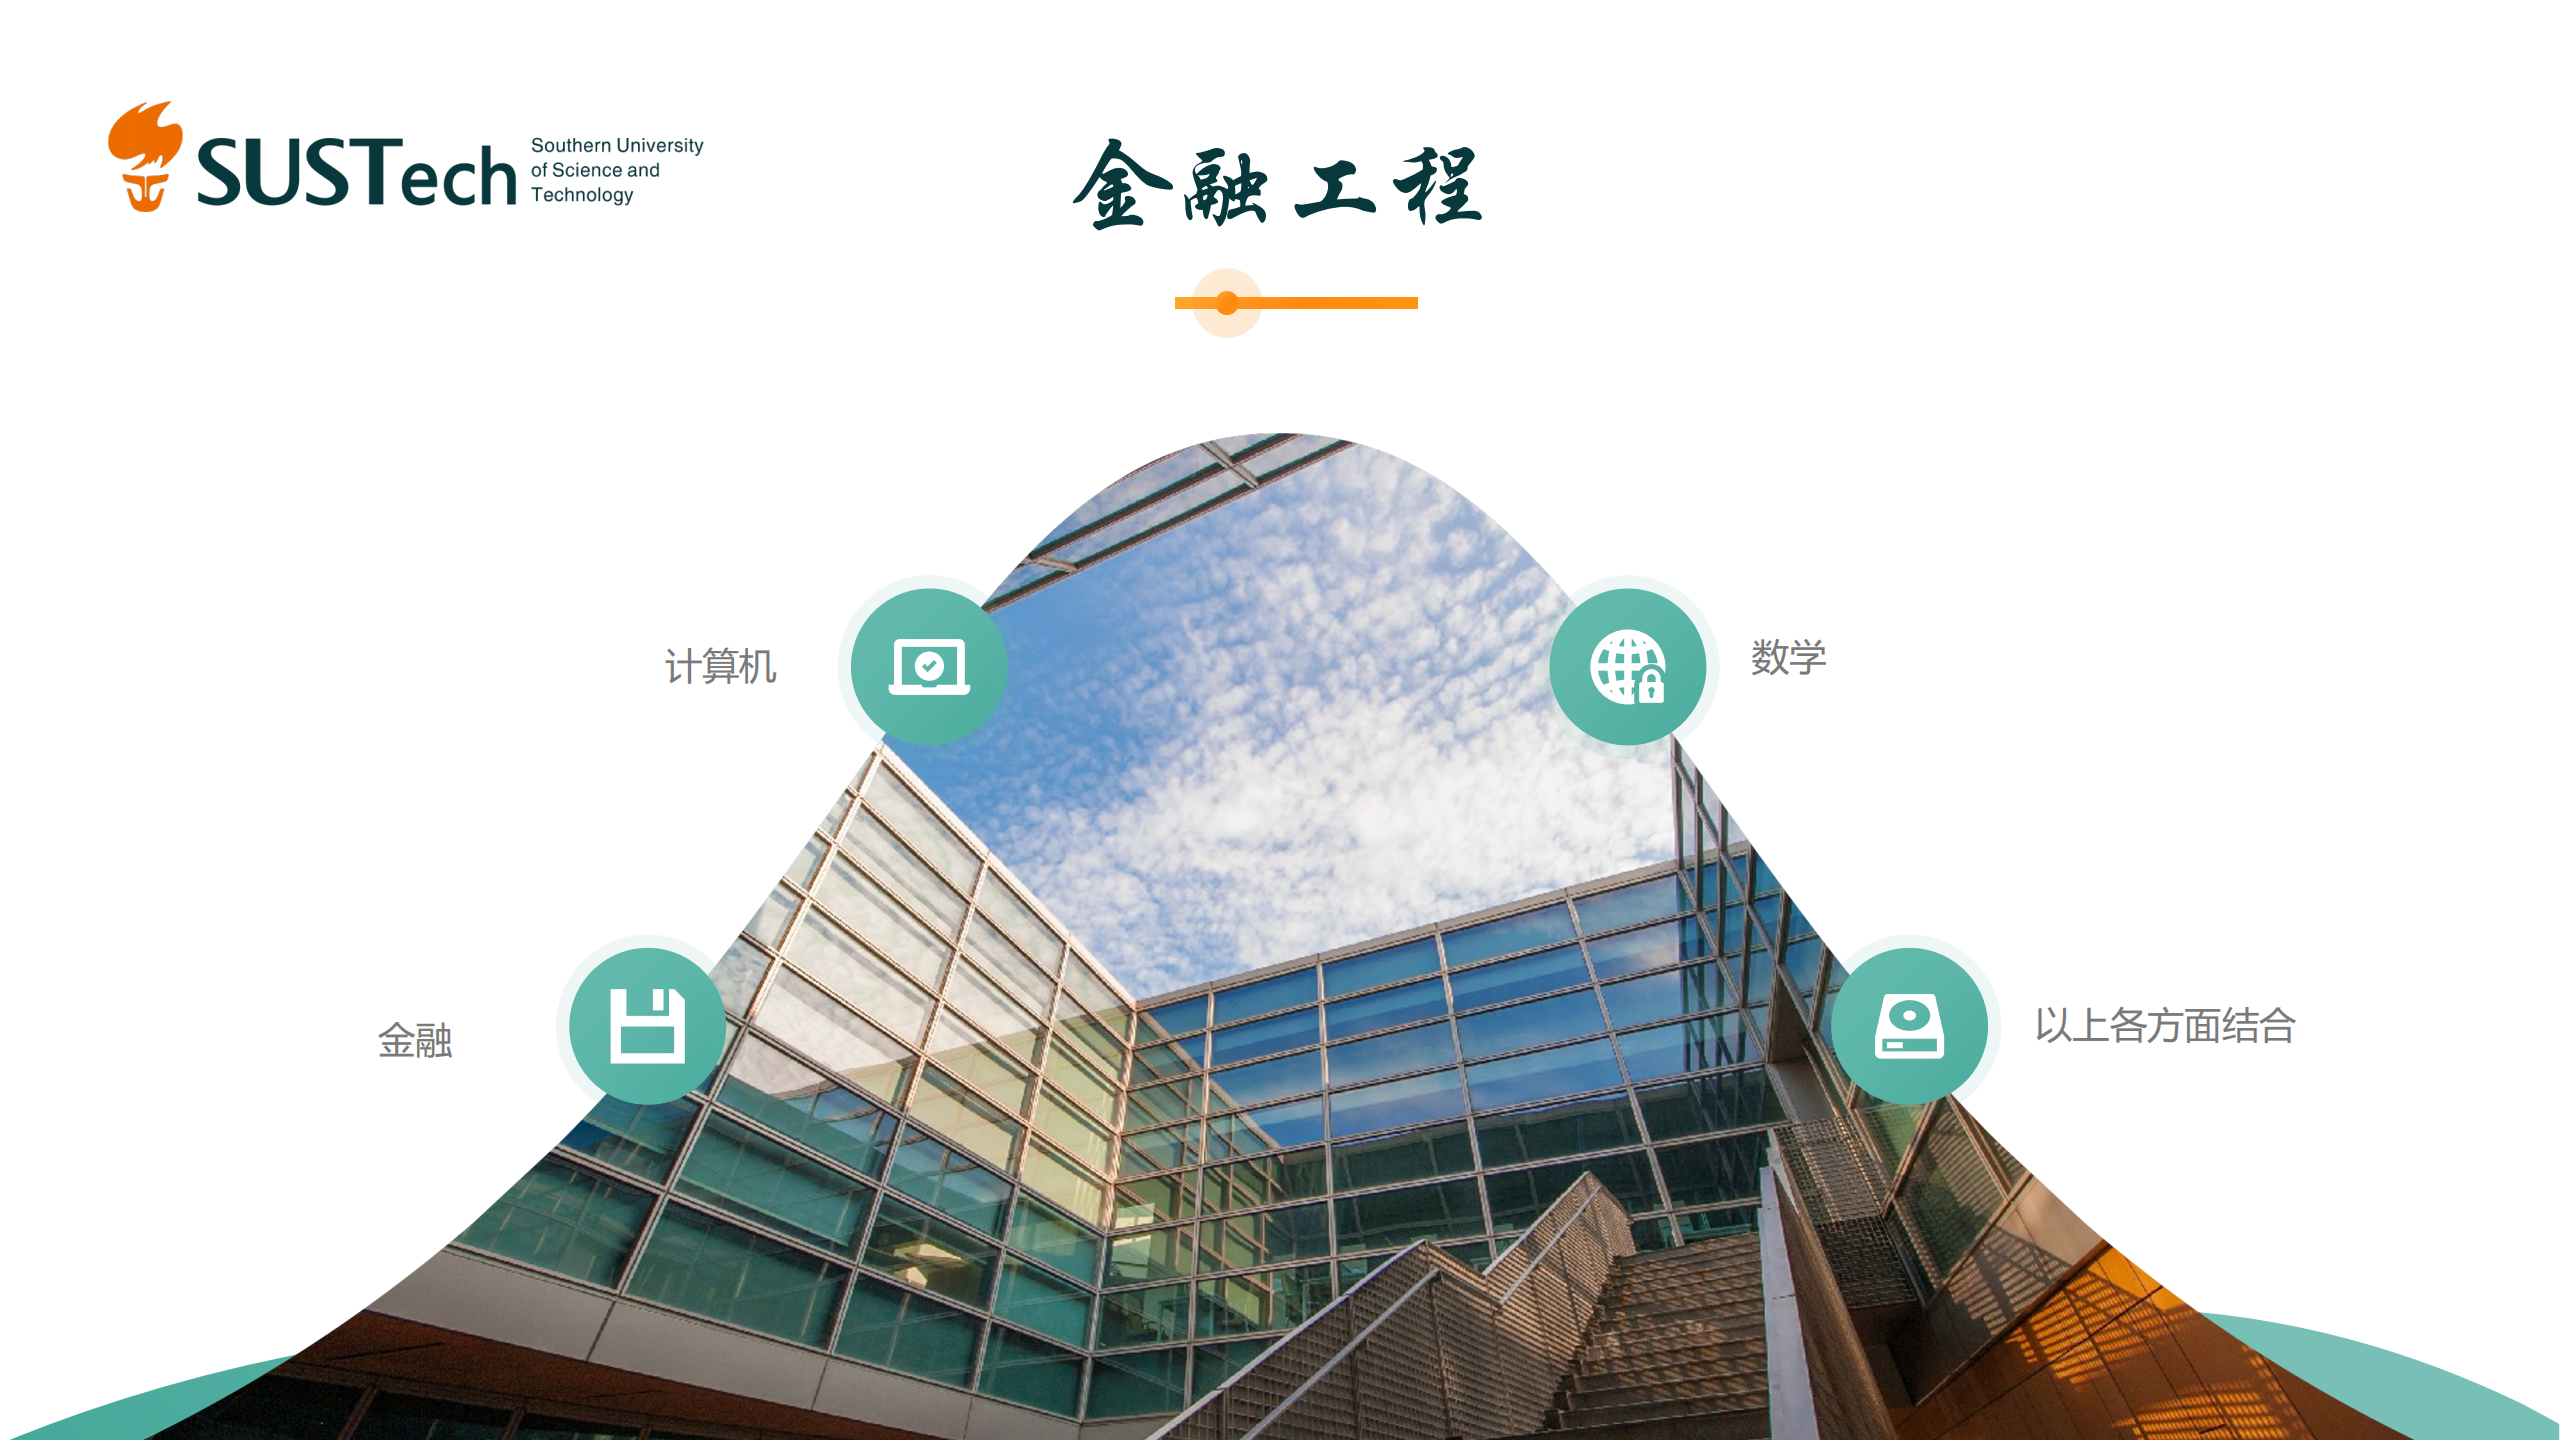 SUSTech
Southern University
of Science and
Technology
金融工程
计算机
数学
金融
以上各方面结合